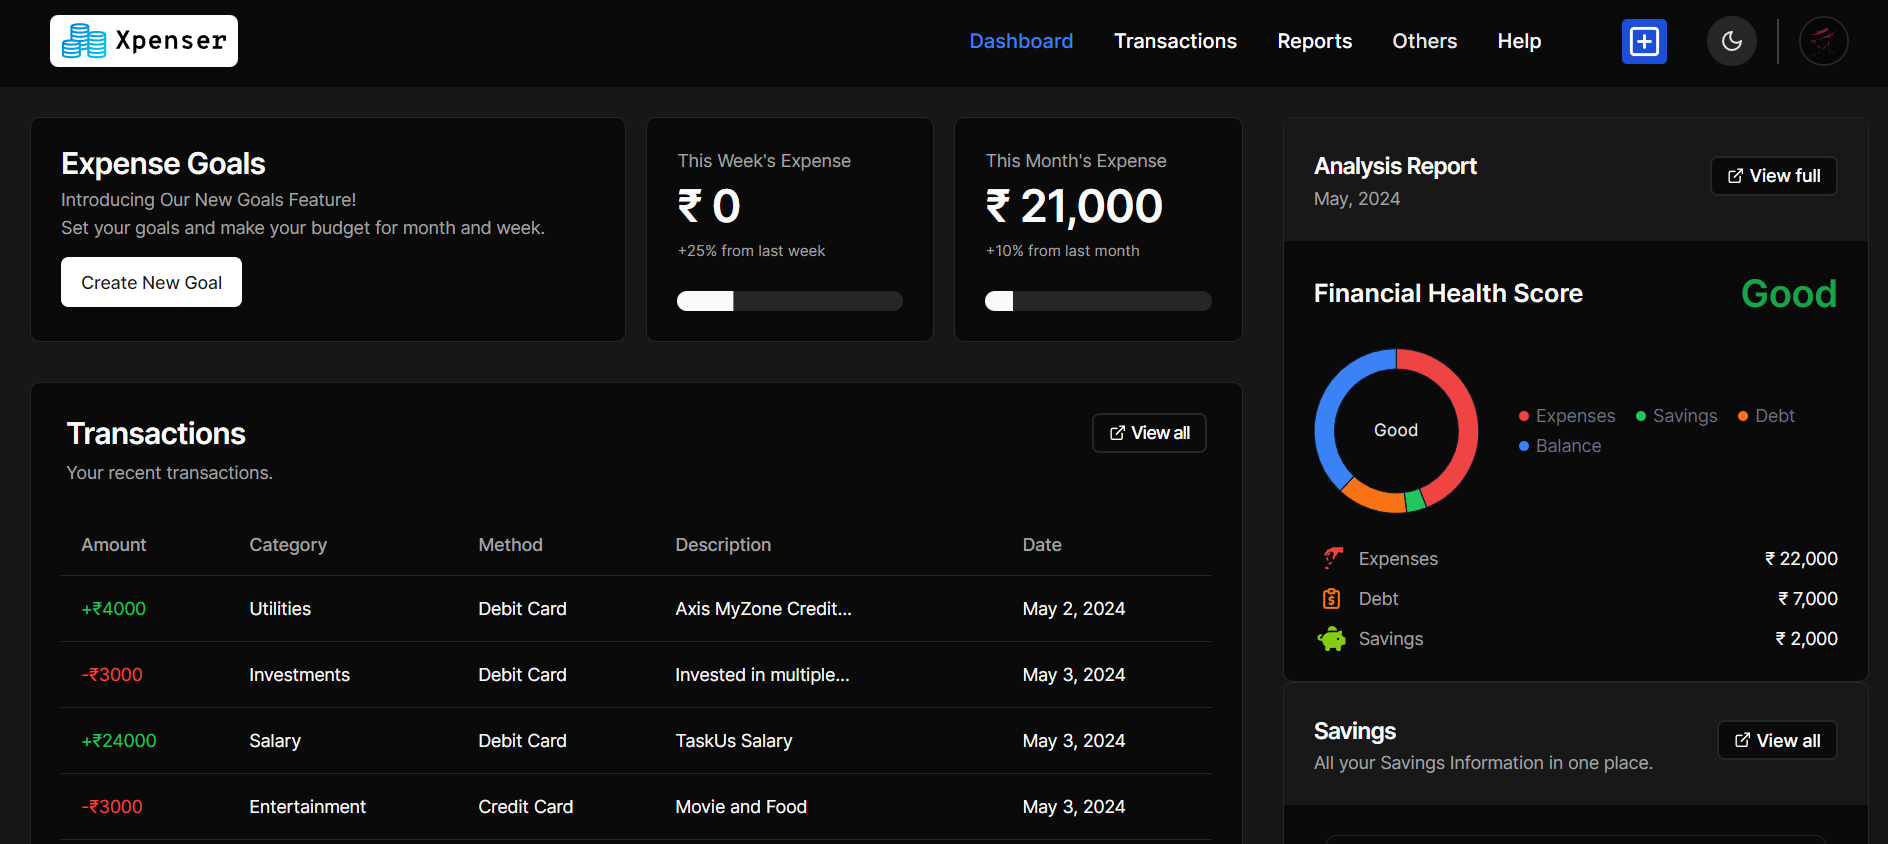 Xpenser
Dashboard Transactions Reports Others Help
Expense Goals
Introducing Our New Goals Feature!
Set your goals and make your budget for month and week.
Create New Goal
This Week's Expense
₹ 0
+25% from last week
This Month's Expense
₹ 21,000
+10% from last month
Transactions
Your recent transactions.
View all
Amount Category Method Description Date
+₹4000 Utilities Debit Card Axis MyZone Credit... May 2, 2024
-₹3000 Investments Debit Card Invested in multiple... May 3, 2024
+₹24000 Salary Debit Card TaskUs Salary May 3, 2024
-₹3000 Entertainment Credit Card Movie and Food May 3, 2024
Analysis Report
May, 2024
View full
Financial Health Score Good
Good
Expenses Savings Debt
Balance
Expenses ₹ 22,000
Debt ₹ 7,000
Savings ₹ 2,000
Savings
All your Savings Information in one place.
View all